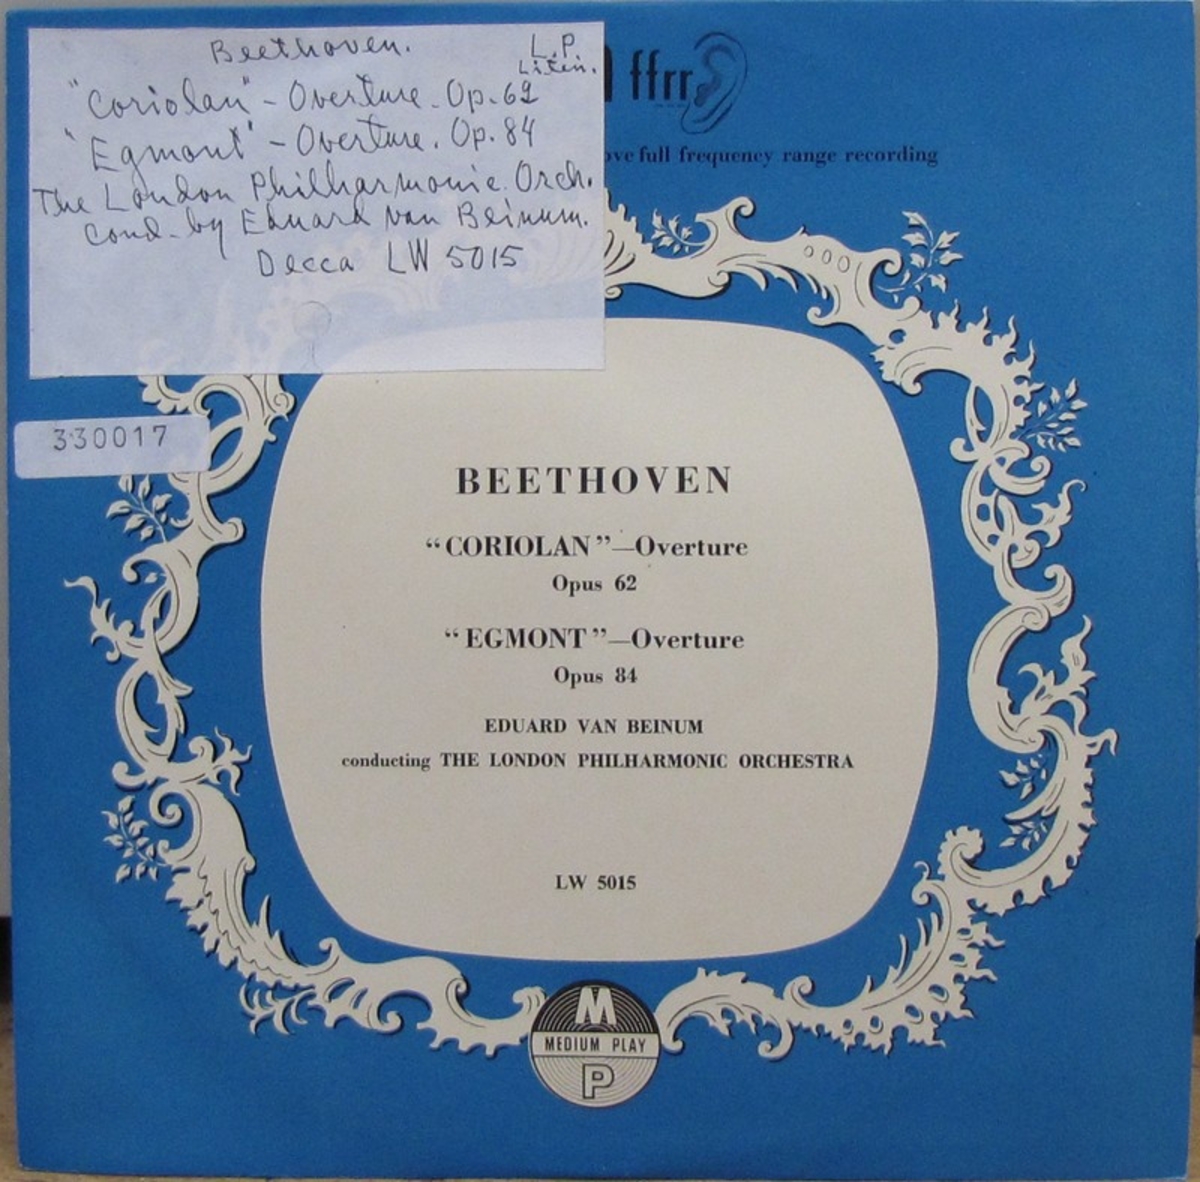 Beethoven.
L.P.
Liten.
"Coriolan" - Overture. Op. 62
"Egmont" - Overture. Op. 84
The London Philharmonic. Orch.
cond. by Eduard van Beinum.
Decca LW 5015
ffrr
full frequency range recording
330017
BEETHOVEN
“CORIOLAN”—Overture
Opus 62
“EGMONT”—Overture
Opus 84
EDUARD VAN BEINUM
conducting THE LONDON PHILHARMONIC ORCHESTRA
LW 5015
M
MEDIUM PLAY
P